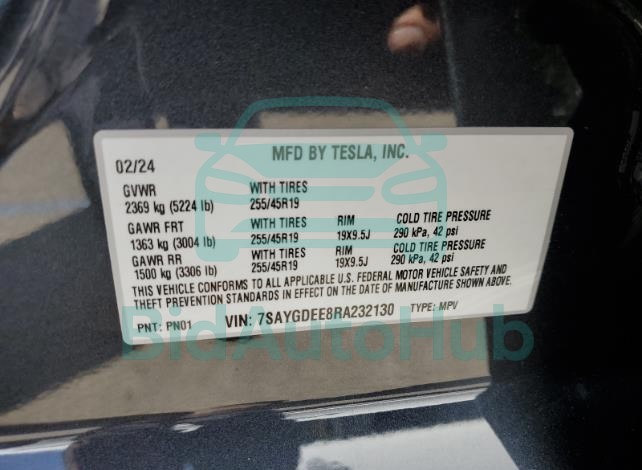 MFD BY TESLA, INC.
02/24
GVWR WITH TIRES
2369 kg (5224 lb) 255/45R19
GAWR FRT WITH TIRES RIM COLD TIRE PRESSURE
1363 kg (3004 lb) 255/45R19 19X9.5J 290 kPa, 42 psi
GAWR RR WITH TIRES RIM COLD TIRE PRESSURE
1500 kg (3306 lb) 255/45R19 19X9.5J 290 kPa, 42 psi
THIS VEHICLE CONFORMS TO ALL APPLICABLE U.S. FEDERAL MOTOR VEHICLE SAFETY AND
THEFT PREVENTION STANDARDS IN EFFECT ON THE DATE OF MANUFACTURE SHOWN ABOVE.
PNT: PN01 VIN: 7SAYGDEE8RA232130 TYPE: MPV
BidAutoHub